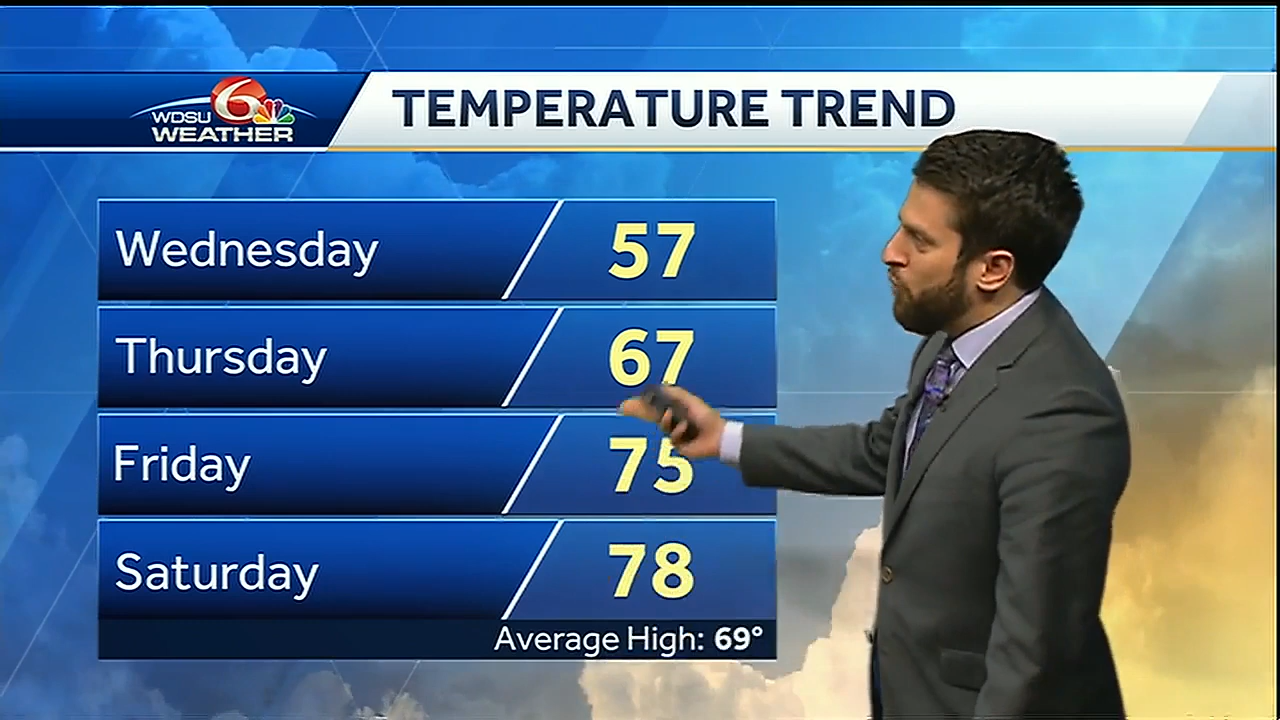 WDSU 6
WEATHER
TEMPERATURE TREND
Wednesday 57
Thursday 67
Friday 75
Saturday 78
Average High: 69°